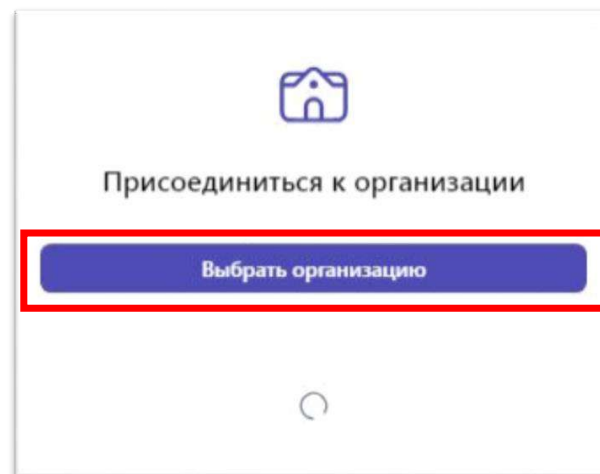 Присоединиться к организации
Выбрать организацию